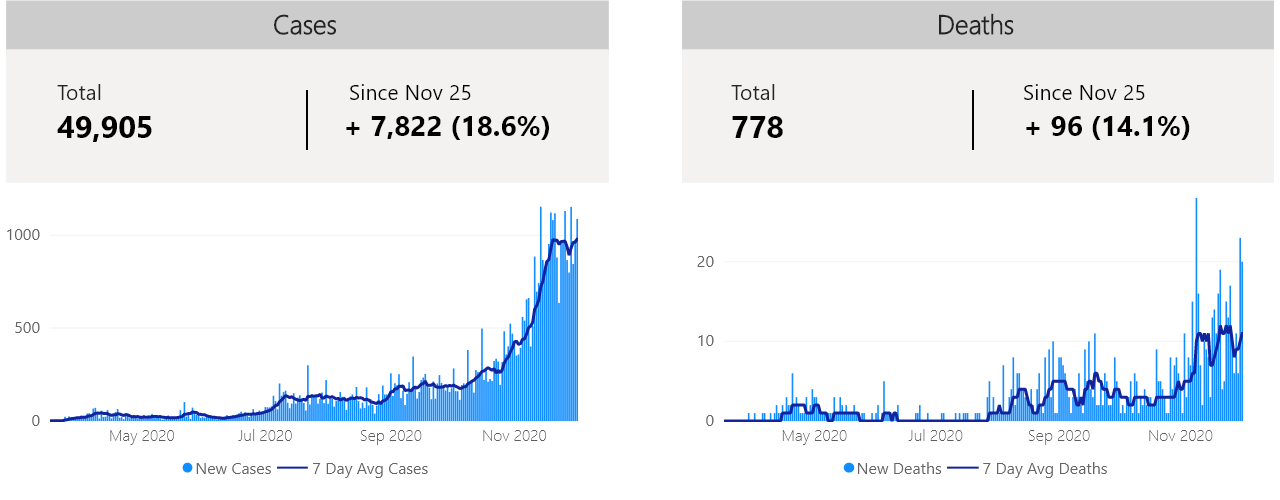 Cases
Total
49,905
Since Nov 25
+ 7,822 (18.6%)
1000
500
0
May 2020
Jul 2020
Sep 2020
Nov 2020
New Cases
7 Day Avg Cases
Deaths
Total
778
Since Nov 25
+ 96 (14.1%)
20
10
0
May 2020
Jul 2020
Sep 2020
Nov 2020
New Deaths
7 Day Avg Deaths